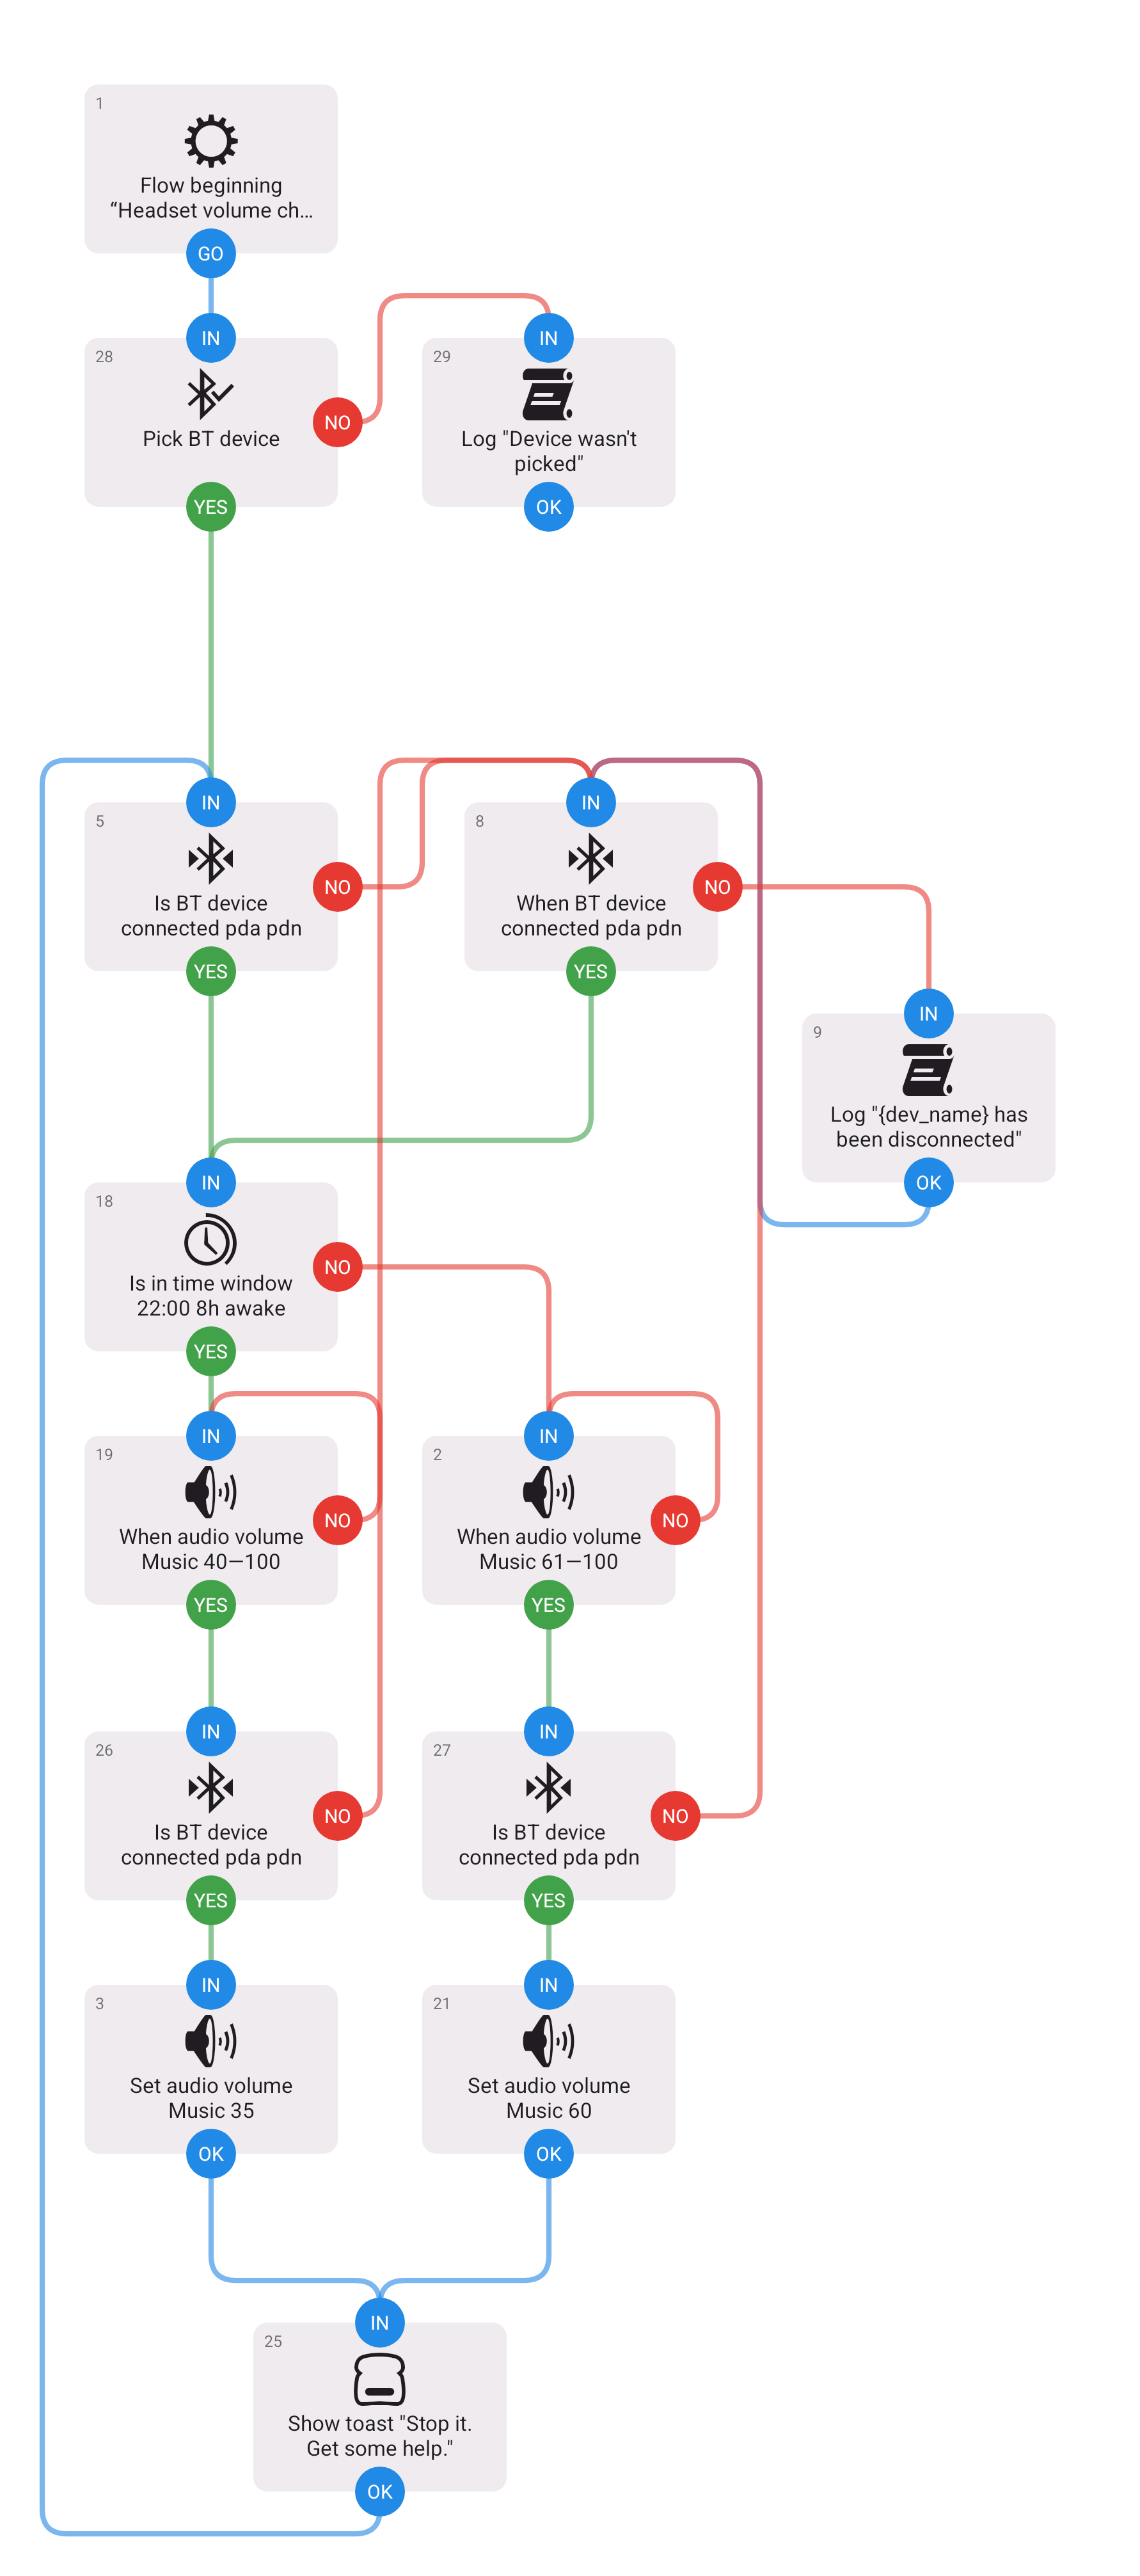 1
Flow beginning
“Headset volume ch…
GO
IN
28
Pick BT device
NO
YES
IN
29
Log "Device wasn't
picked"
OK
IN
5
Is BT device
connected pda pdn
NO
YES
IN
8
When BT device
connected pda pdn
NO
YES
IN
9
Log "{dev_name} has
been disconnected"
OK
IN
18
Is in time window
22:00 8h awake
NO
YES
IN
19
When audio volume
Music 40—100
NO
YES
IN
2
When audio volume
Music 61—100
NO
YES
IN
26
Is BT device
connected pda pdn
NO
YES
IN
27
Is BT device
connected pda pdn
NO
YES
IN
3
Set audio volume
Music 35
OK
IN
21
Set audio volume
Music 60
OK
IN
25
Show toast "Stop it.
Get some help."
OK